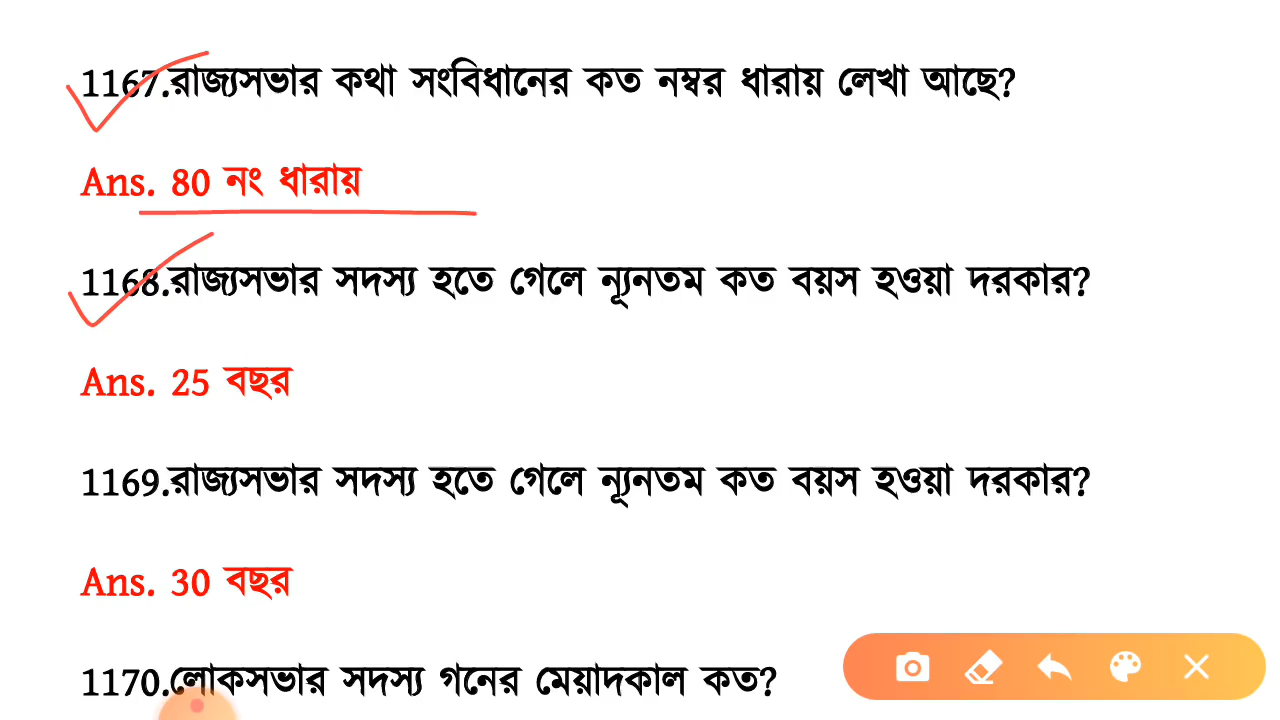 1167.রাজ্যসভার কথা সংবিধানের কত নম্বর ধারায় লেখা আছে?
Ans. 80 নং ধারায়
1168.রাজ্যসভার সদস্য হতে গেলে ন্যূনতম কত বয়স হওয়া দরকার?
Ans. 25 বছর
1169.রাজ্যসভার সদস্য হতে গেলে ন্যূনতম কত বয়স হওয়া দরকার?
Ans. 30 বছর
1170.লোকসভার সদস্য গনের মেয়াদকাল কত?